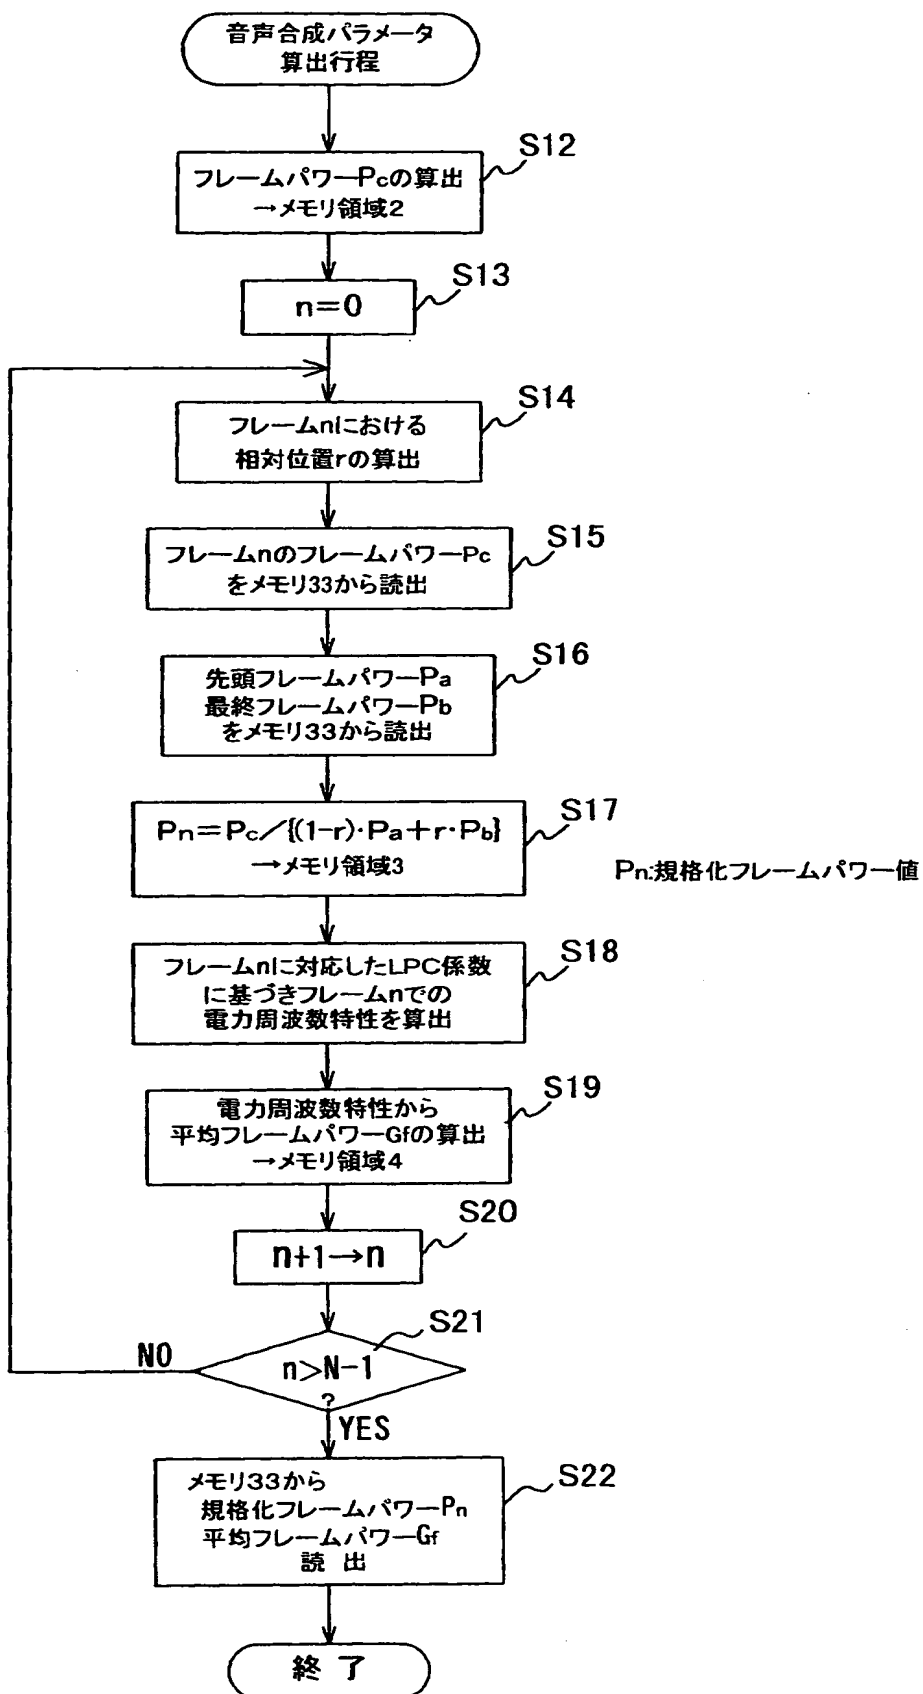 音声合成パラメータ
算出行程
S12
フレームパワーPcの算出
→メモリ領域2
S13
n=0
S14
フレームnにおける
相対位置rの算出
S15
フレームnのフレームパワーPc
をメモリ33から読出
S16
先頭フレームパワーPa
最終フレームパワーPb
をメモリ33から読出
S17
Pn=Pc/{(1-r)·Pa+r·Pb}
→メモリ領域3
Pn:規格化フレームパワー値
S18
フレームnに対応したLPC係数
に基づきフレームnでの
電力周波数特性を算出
S19
電力周波数特性から
平均フレームパワーGfの算出
→メモリ領域4
S20
n+1→n
S21
NO
n>N-1
?
YES
S22
メモリ33から
規格化フレームパワーPn
平均フレームパワーGf
読出
終了